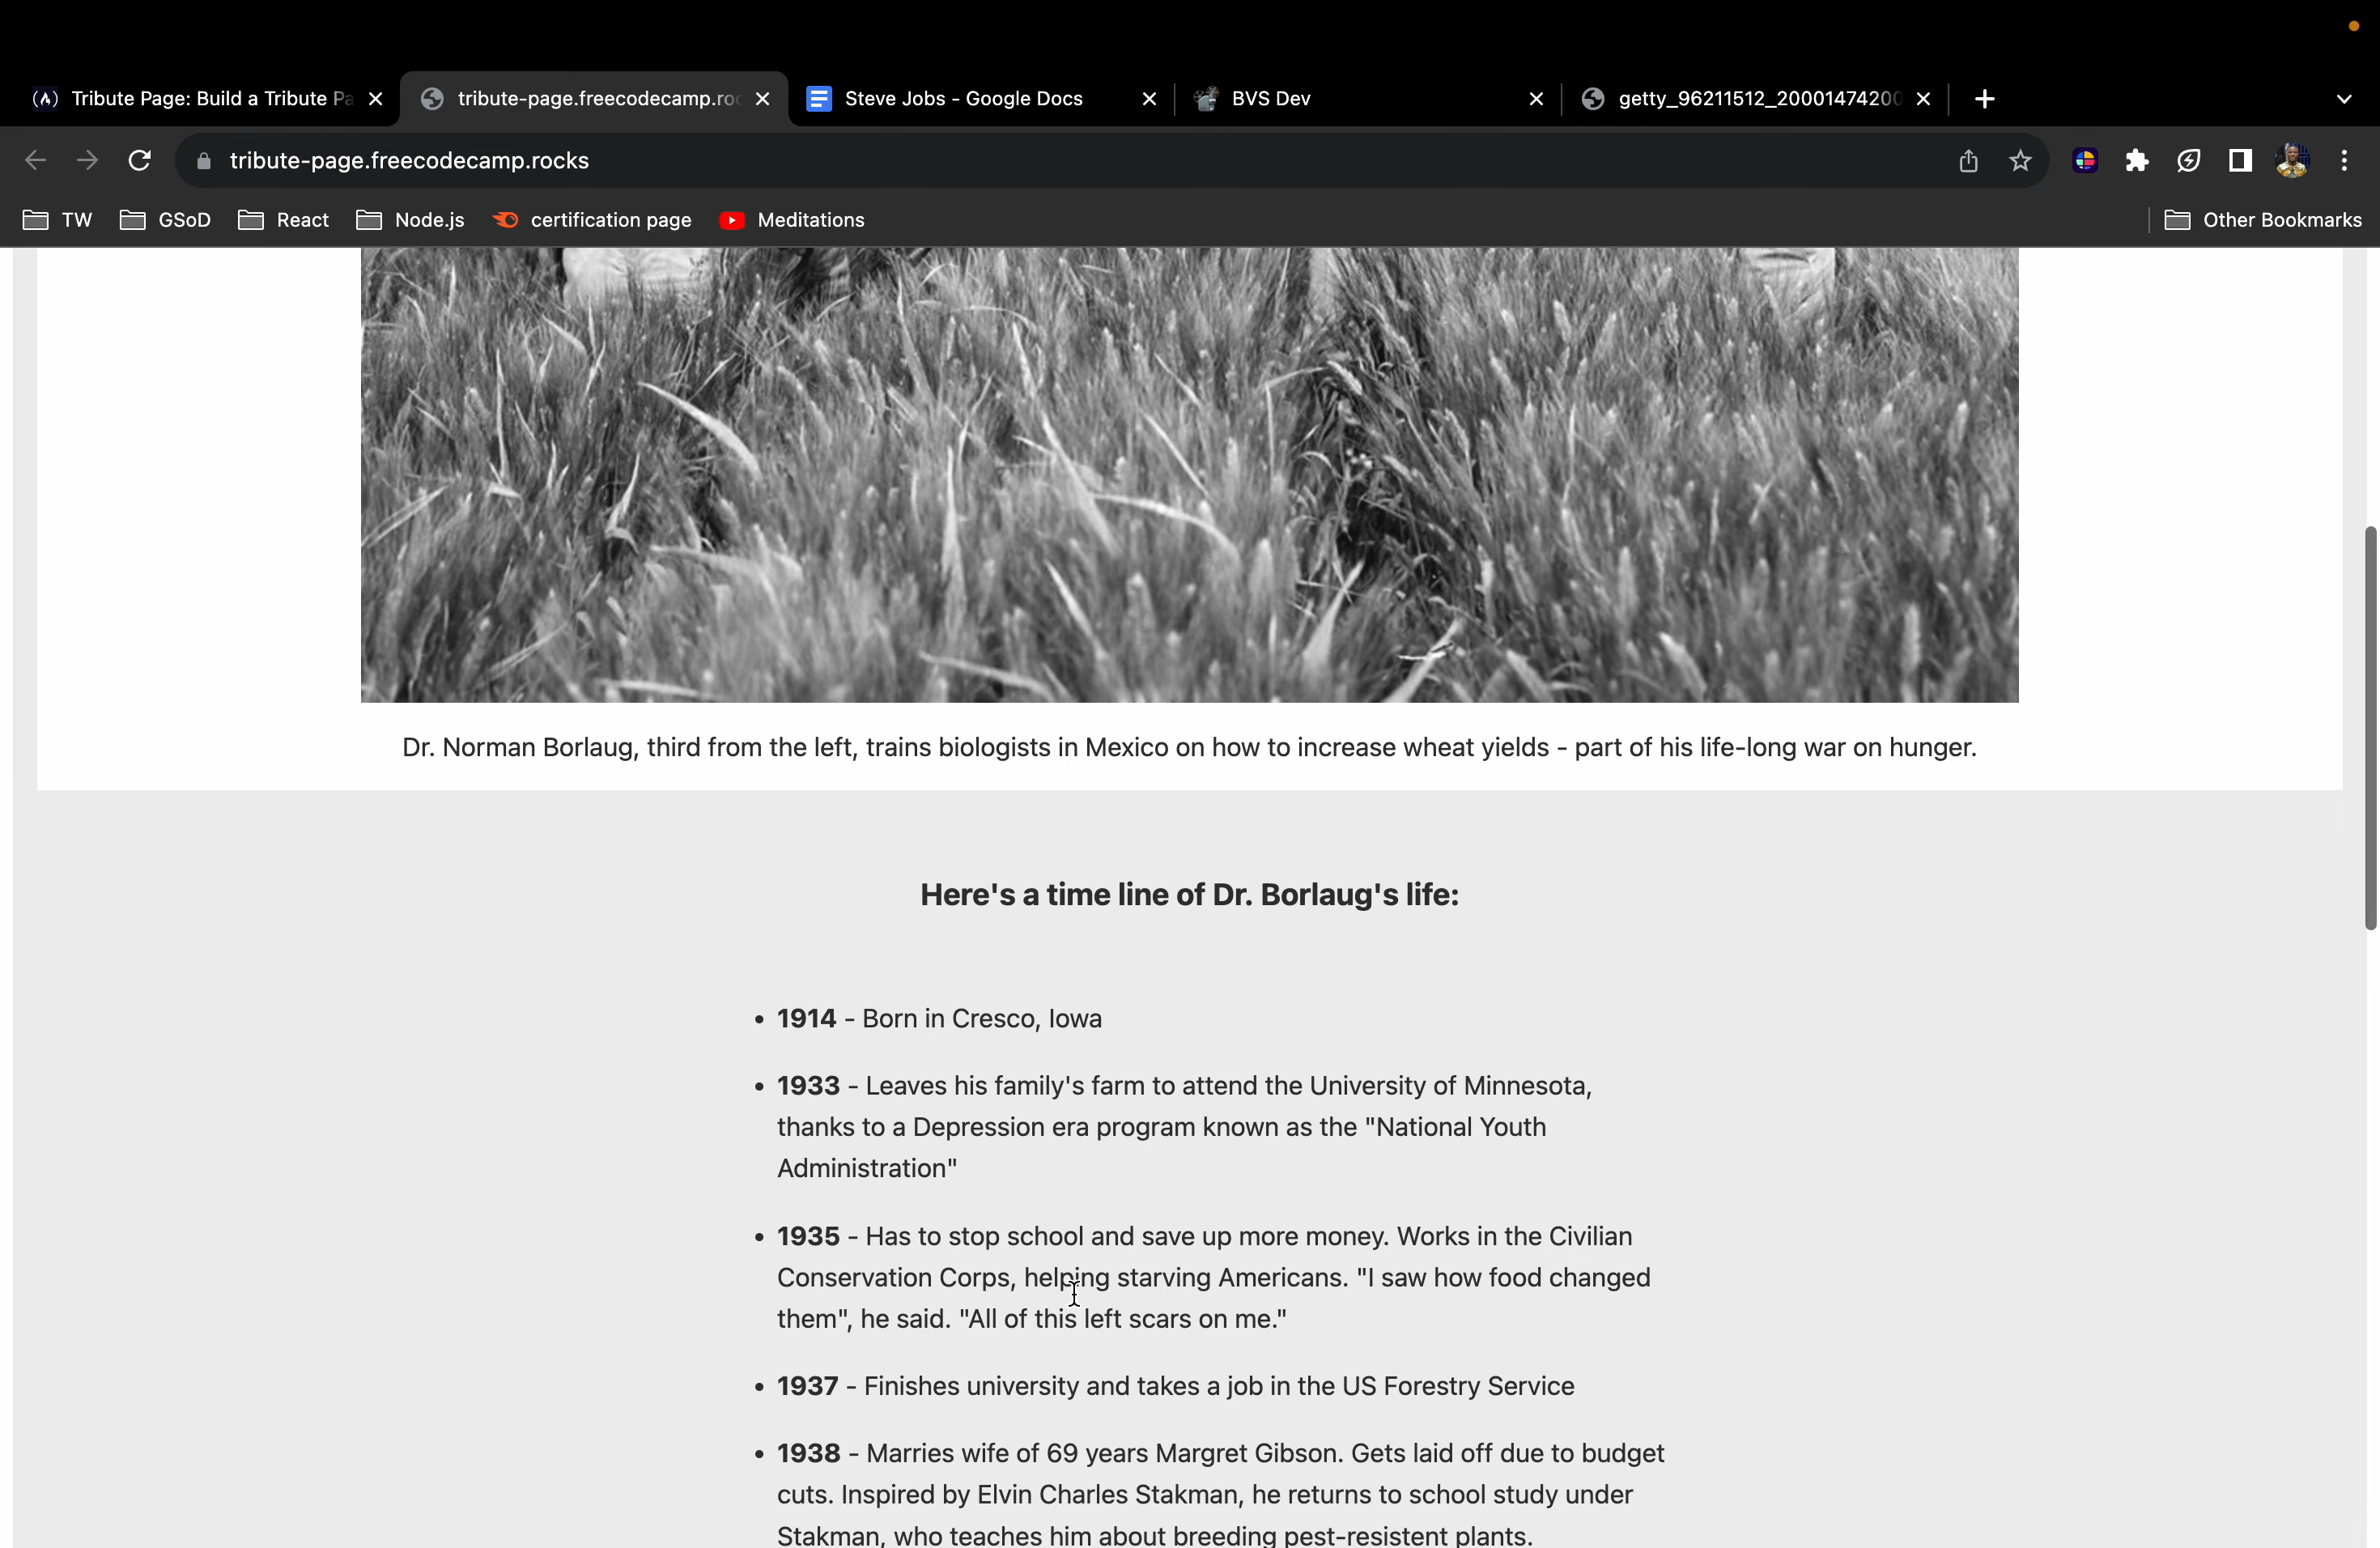 Tribute Page: Build a Tribute Pa
tribute-page.freecodecamp.roc
Steve Jobs - Google Docs
BVS Dev
getty_96211512_20001474200
tribute-page.freecodecamp.rocks
TW
GSoD
React
Node.js
certification page
Meditations
Other Bookmarks
Dr. Norman Borlaug, third from the left, trains biologists in Mexico on how to increase wheat yields - part of his life-long war on hunger.
Here's a time line of Dr. Borlaug's life:
• 1914 - Born in Cresco, Iowa
• 1933 - Leaves his family's farm to attend the University of Minnesota,
thanks to a Depression era program known as the "National Youth
Administration"
• 1935 - Has to stop school and save up more money. Works in the Civilian
Conservation Corps, helping starving Americans. "I saw how food changed
them", he said. "All of this left scars on me."
• 1937 - Finishes university and takes a job in the US Forestry Service
• 1938 - Marries wife of 69 years Margret Gibson. Gets laid off due to budget
cuts. Inspired by Elvin Charles Stakman, he returns to school study under
Stakman, who teaches him about breeding pest-resistent plants.